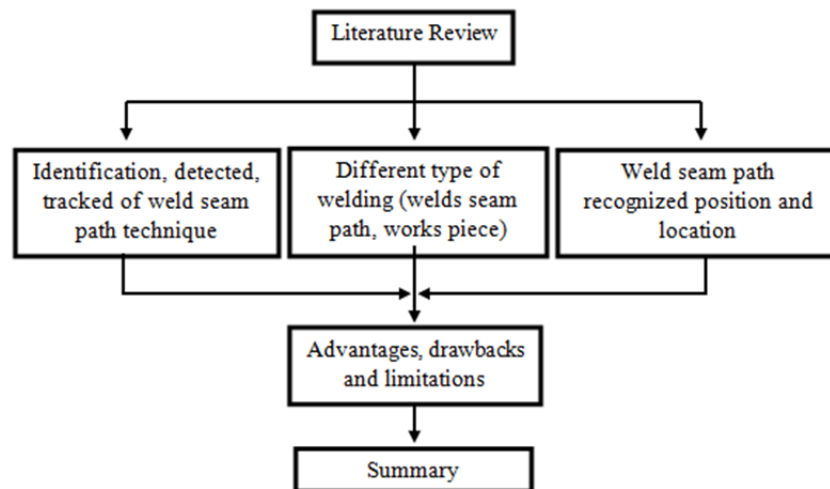 Literature Review
Identification, detected,
tracked of weld seam
path technique
Different type of
welding (welds seam
path, works piece)
Weld seam path
recognized position and
location
Advantages, drawbacks
and limitations
Summary